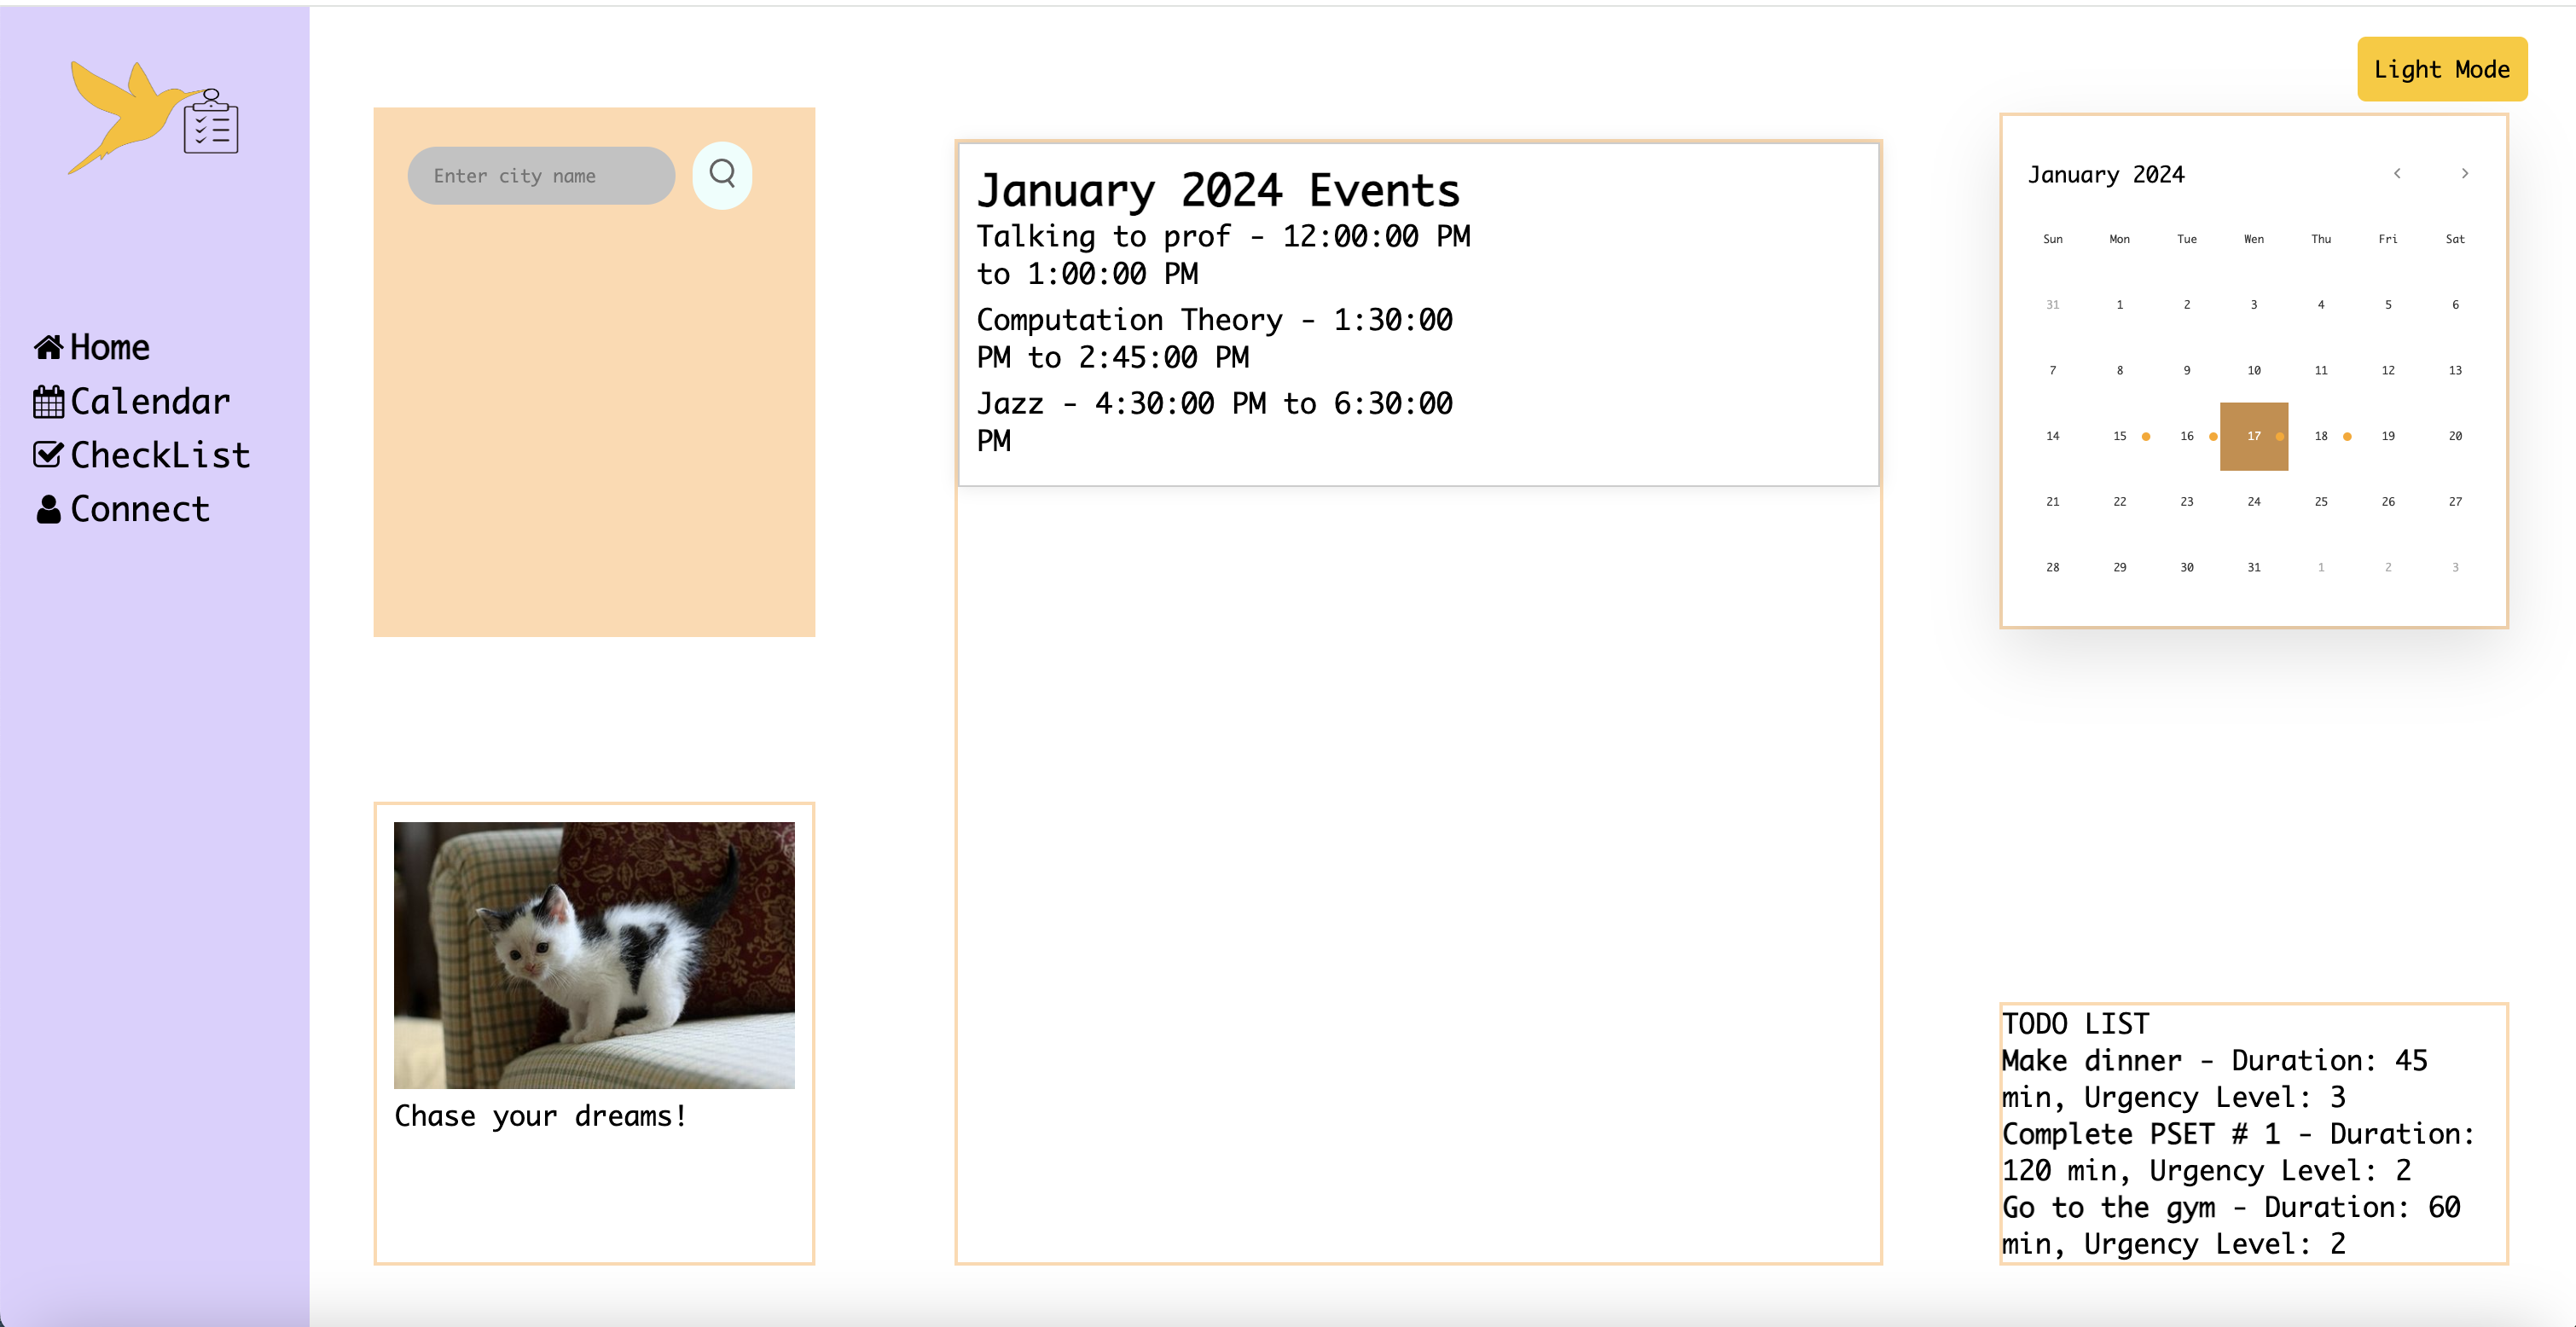 Light Mode
Home
Calendar
CheckList
Connect
Enter city name
January 2024 Events
Talking to prof - 12:00:00 PM
to 1:00:00 PM
Computation Theory - 1:30:00
PM to 2:45:00 PM
Jazz - 4:30:00 PM to 6:30:00
PM
January 2024
Sun Mon Tue Wen Thu Fri Sat
31 1 2 3 4 5 6
7 8 9 10 11 12 13
14 15 16 17 18 19 20
21 22 23 24 25 26 27
28 29 30 31 1 2 3
Chase your dreams!
TODO LIST
Make dinner - Duration: 45
min, Urgency Level: 3
Complete PSET # 1 - Duration:
120 min, Urgency Level: 2
Go to the gym - Duration: 60
min, Urgency Level: 2